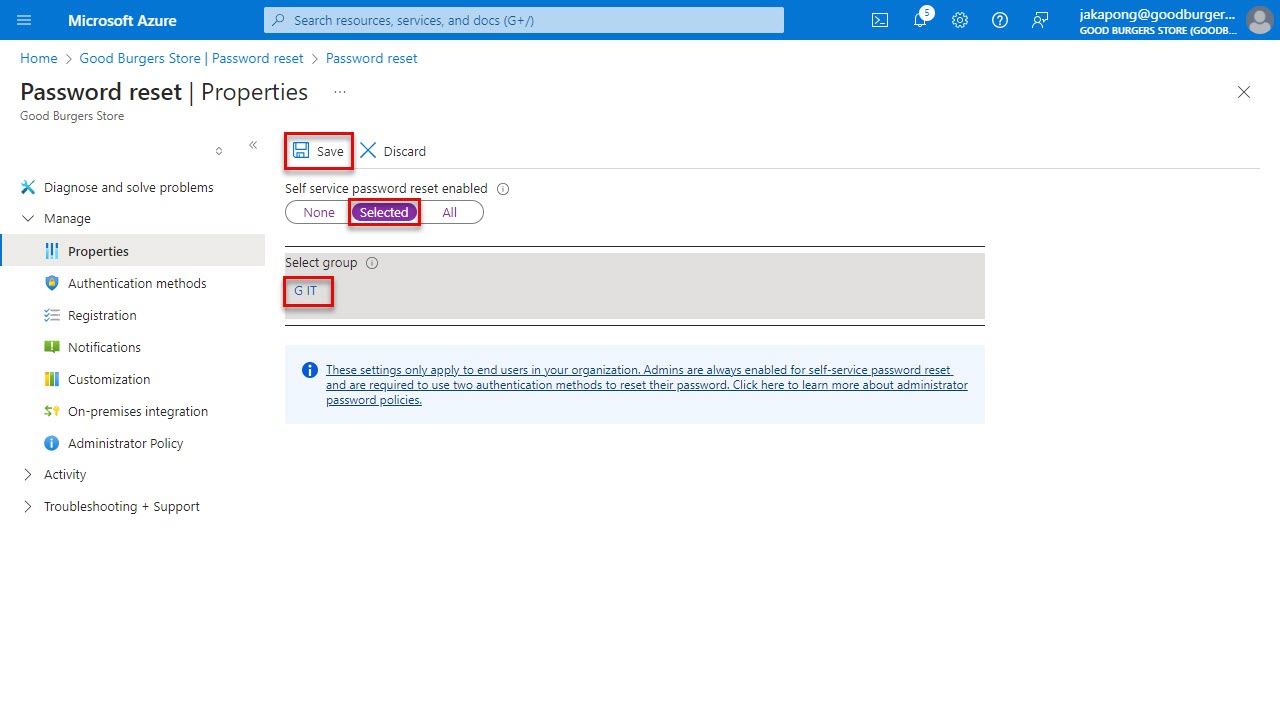 Microsoft Azure
Search resources, services, and docs (G+/)
5
jakapong@goodburger...
GOOD BURGERS STORE (GOODB...
Home > Good Burgers Store | Password reset > Password reset
Password reset | Properties ...
Good Burgers Store
«
Save
Discard
Diagnose and solve problems
Manage
Properties
Authentication methods
Registration
Notifications
Customization
On-premises integration
Administrator Policy
Activity
Troubleshooting + Support
Self service password reset enabled
None
Selected
All
Select group
G IT
These settings only apply to end users in your organization. Admins are always enabled for self-service password reset
and are required to use two authentication methods to reset their password. Click here to learn more about administrator
password policies.